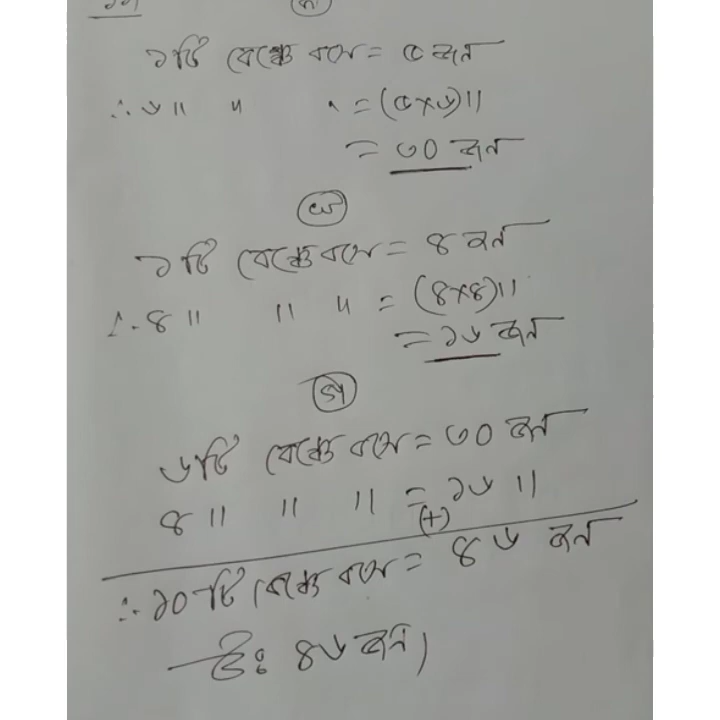 ১১।
(ক)
১টি বেঞ্চে বসে = ৫ জন
∴ ৬ " " " = (৫×৬) "
= ৩০ জন
(খ)
১টি বেঞ্চে বসে = ৪ জন
∴ ৪ " " " = (৪×৪) "
= ১৬ জন
(গ)
৬টি বেঞ্চে বসে = ৩০ জন
৪ " " " = ১৬ "
(+)
∴ ১০টি বেঞ্চে বসে = ৪৬ জন
উঃ ৪৬ জন।